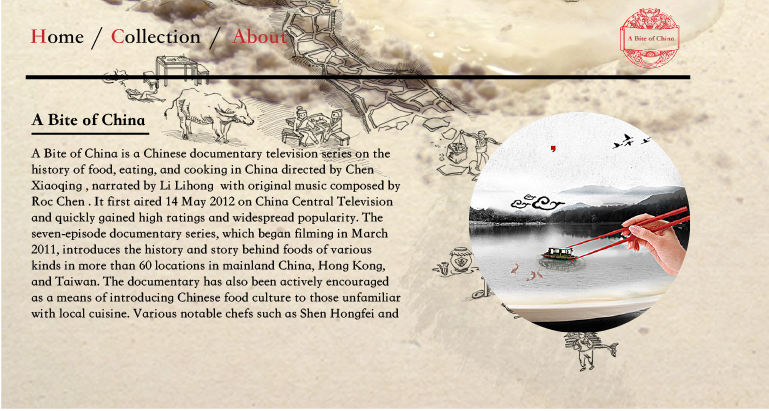 Home / Collection / About
A Bite of China
A Bite of China
A Bite of China is a Chinese documentary television series on the
history of food, eating, and cooking in China directed by Chen
Xiaoqing , narrated by Li Lihong with original music composed by
Roc Chen . It first aired 14 May 2012 on China Central Television
and quickly gained high ratings and widespread popularity. The
seven-episode documentary series, which began filming in March
2011, introduces the history and story behind foods of various
kinds in more than 60 locations in mainland China, Hong Kong,
and Taiwan. The documentary has also been actively encouraged
as a means of introducing Chinese food culture to those unfamiliar
with local cuisine. Various notable chefs such as Shen Hongfei and